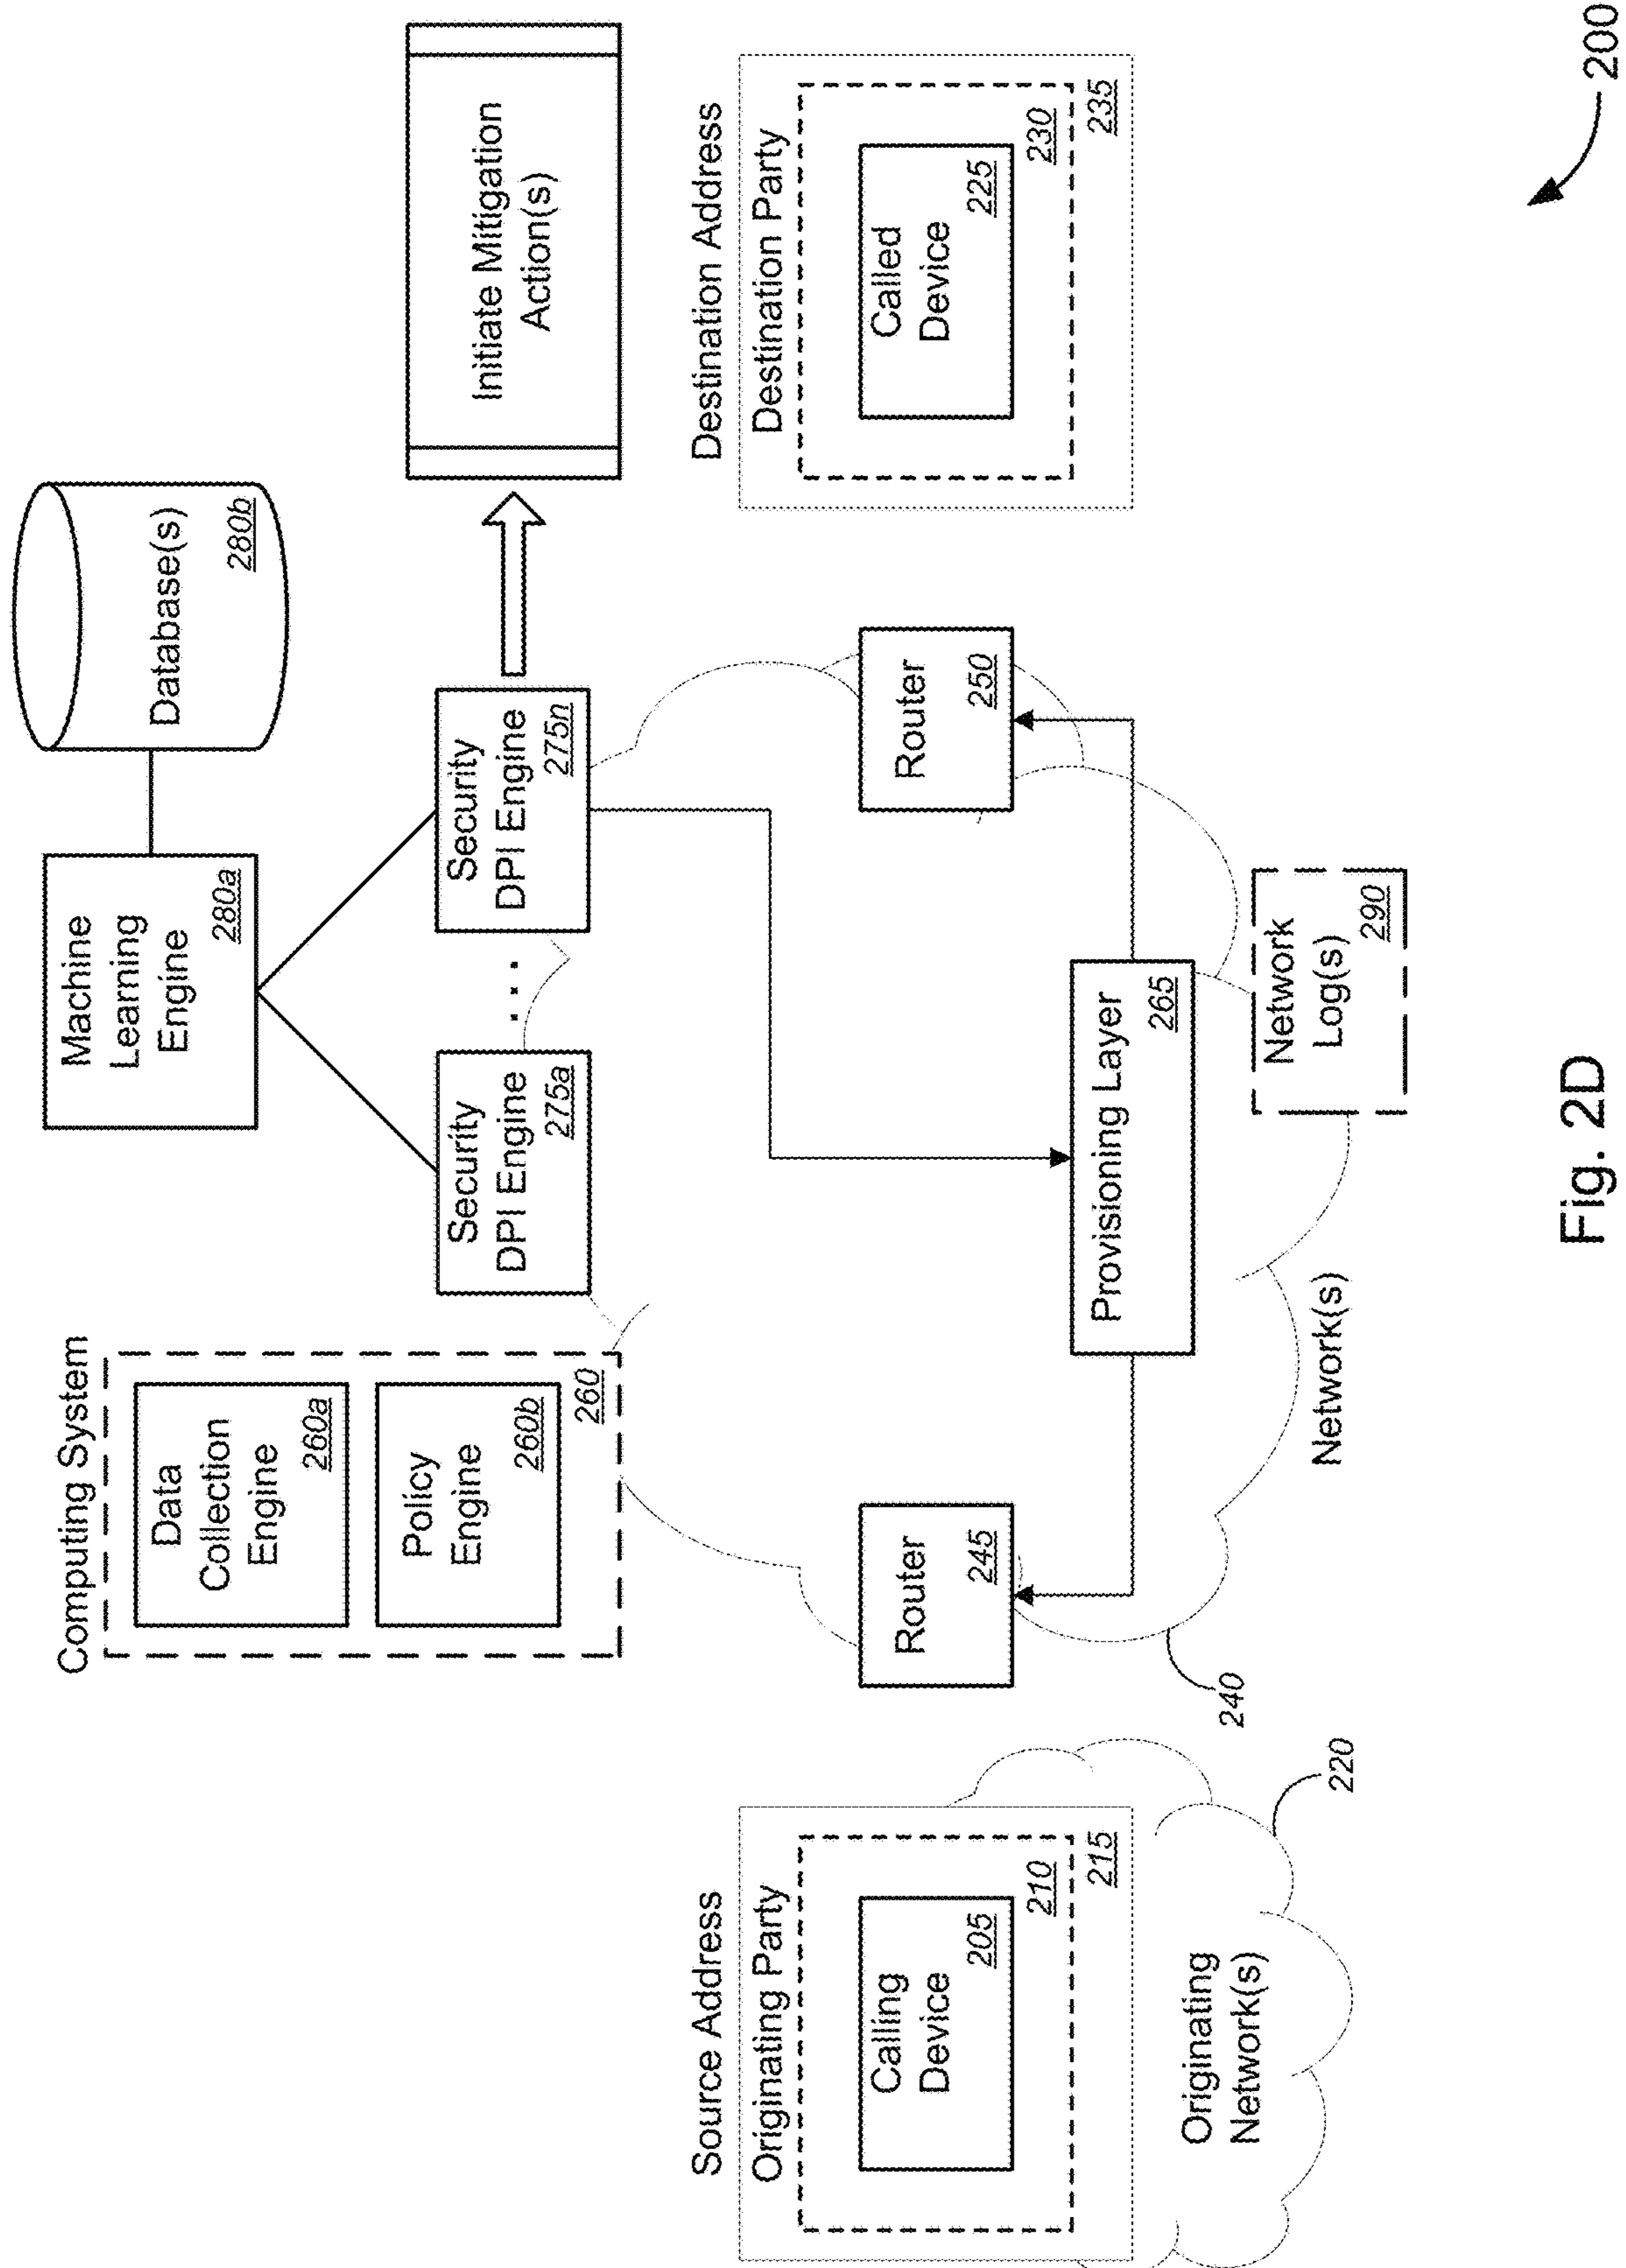 Computing System
Data
Collection
Engine
260a
Policy
Engine
260b
260
Machine
Learning
Engine
280a
Database(s)
280b
Security
DPI Engine
275a
...
Security
DPI Engine
275n
Initiate Mitigation
Action(s)
Source Address
Originating Party
Calling
Device
205
210
215
Originating
Network(s)
220
Router
245
240
Provisioning Layer
265
Network(s)
Network
Log(s)
290
Router
250
Destination Address
Destination Party
Called
Device
225
230
235
200
Fig. 2D